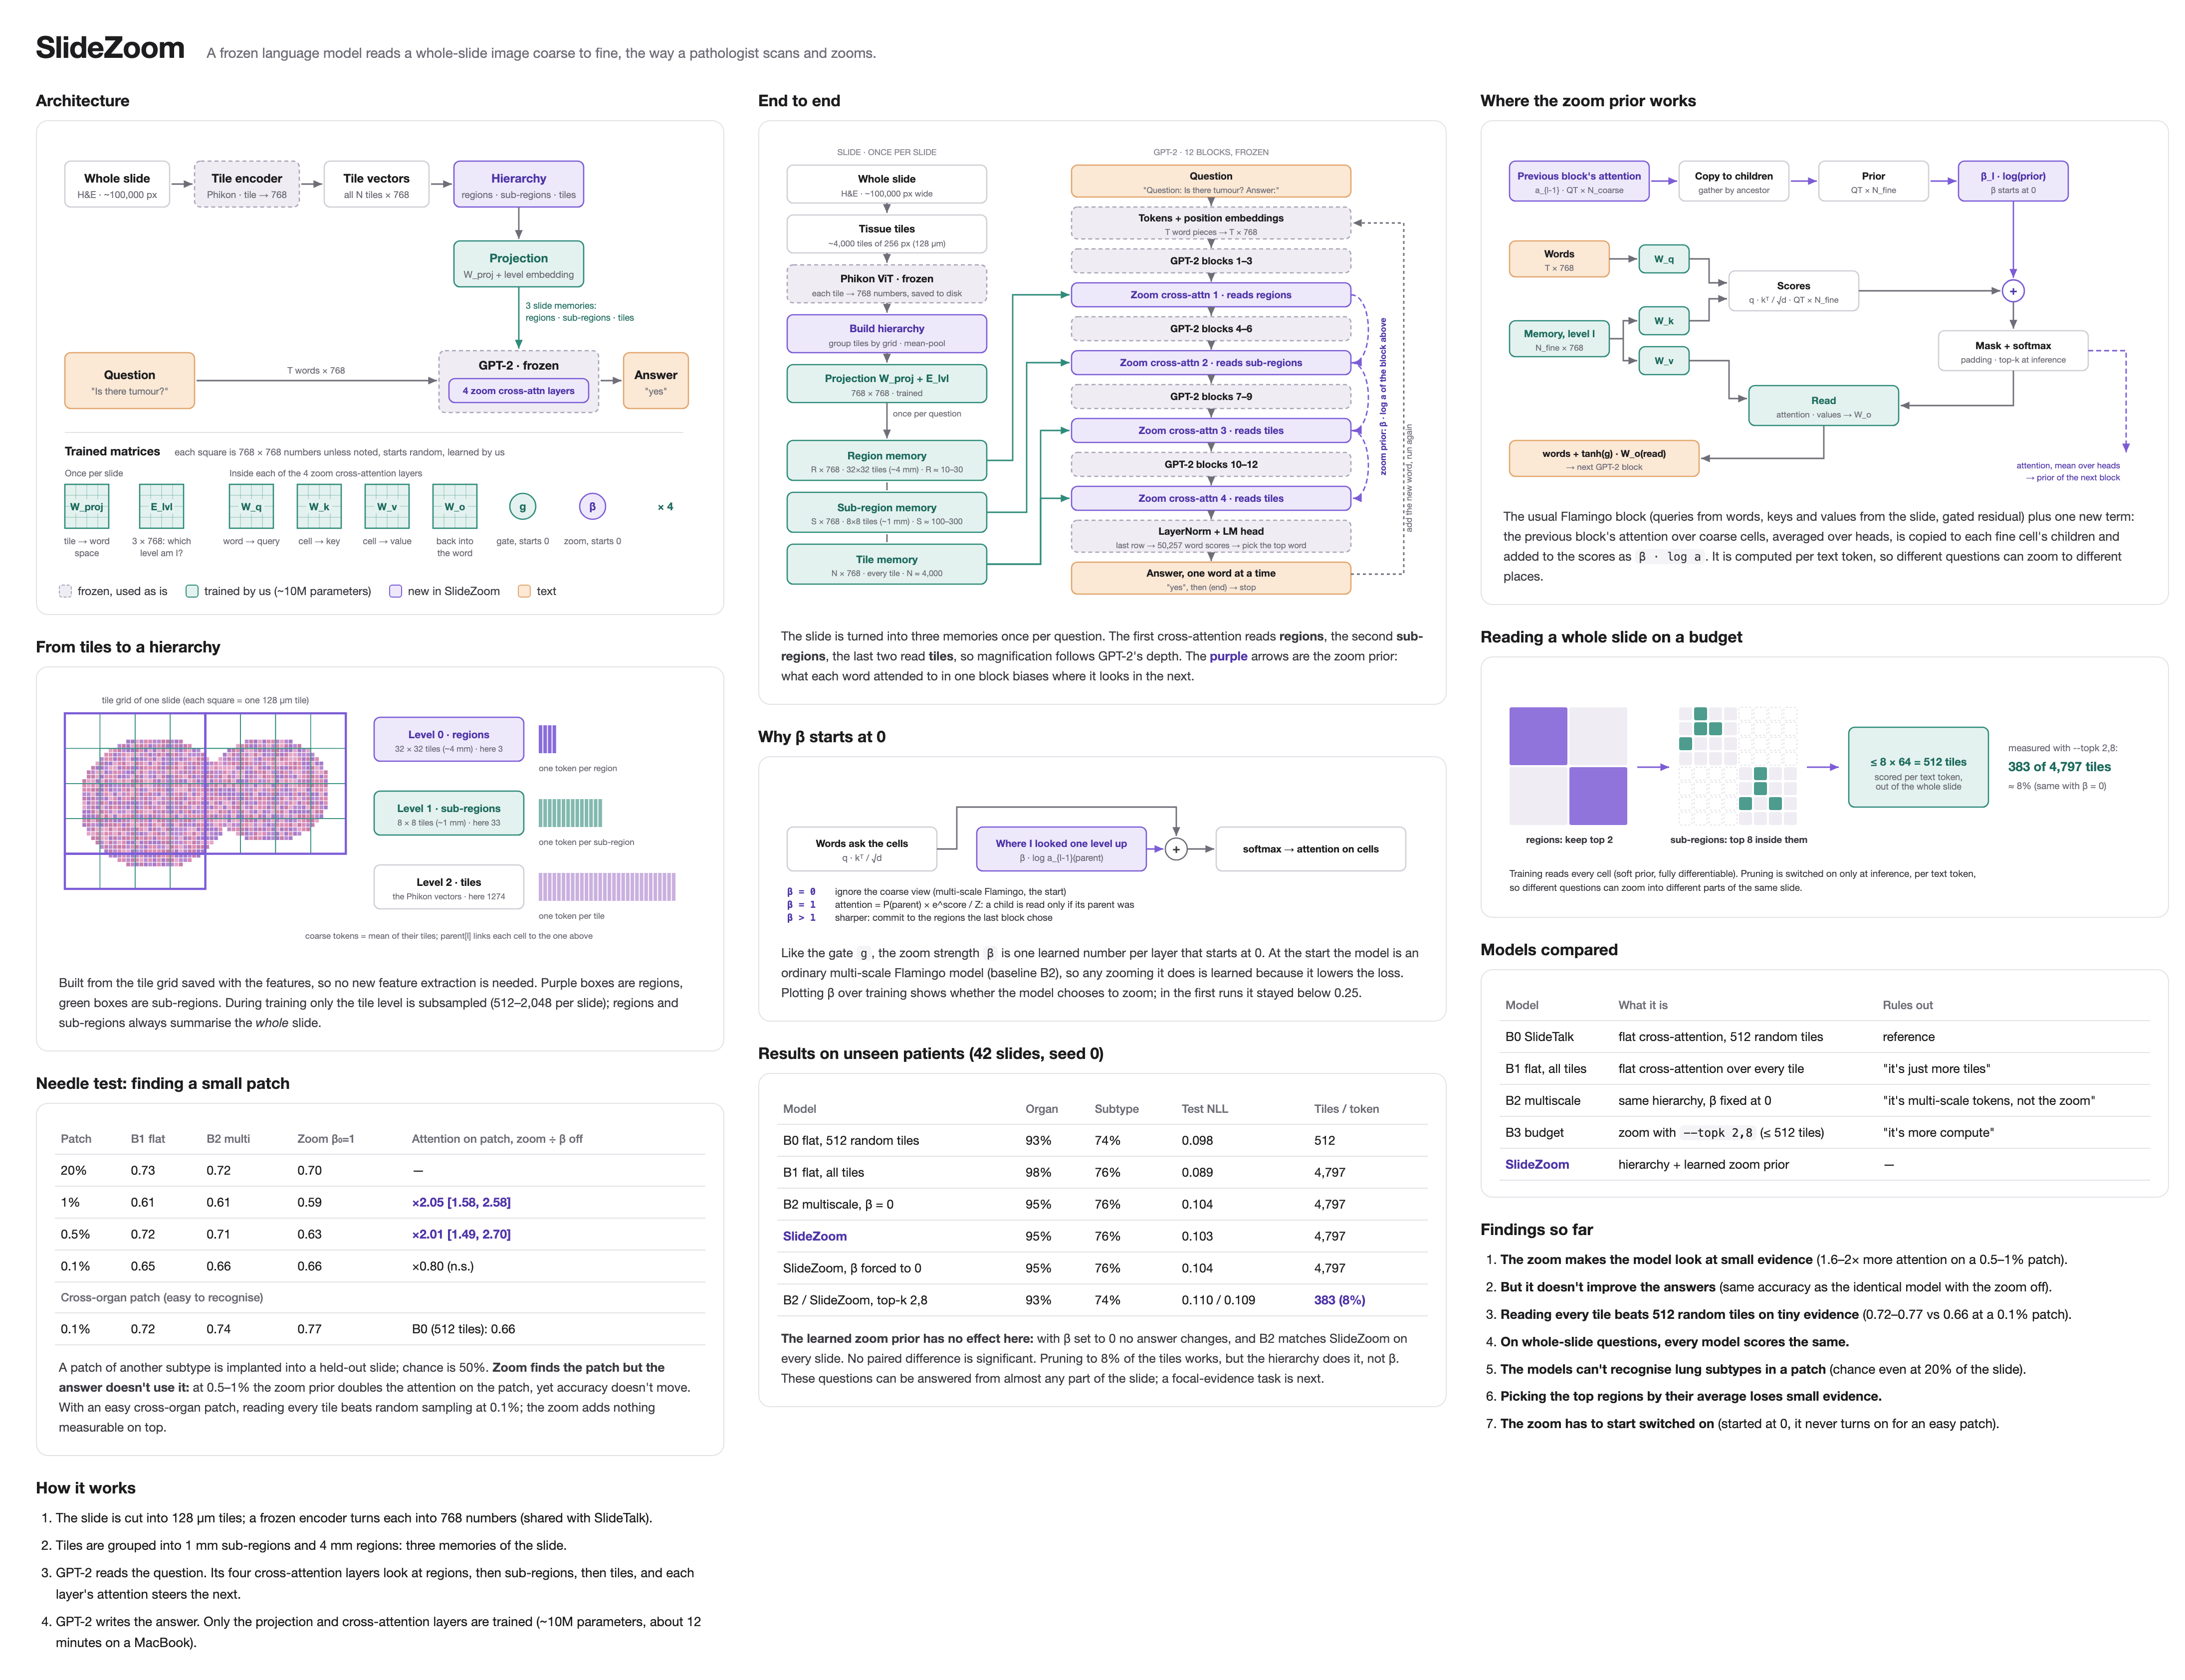 SlideZoom
A frozen language model reads a whole-slide image coarse to fine, the way a pathologist scans and zooms.
Architecture
Whole slide
H&E · ~100,000 px
Tile encoder
Phikon · tile → 768
Tile vectors
all N tiles × 768
Hierarchy
regions · sub-regions · tiles
Projection
W_proj + level embedding
3 slide memories:
regions · sub-regions · tiles
Question
"Is there tumour?"
T words × 768
GPT-2 · frozen
4 zoom cross-attn layers
Answer
"yes"
Trained matrices each square is 768 × 768 numbers unless noted, starts random, learned by us
Once per slide
Inside each of the 4 zoom cross-attention layers
W_proj
E_lvl
W_q
W_k
W_v
W_o
g
β
× 4
tile → word
space
3 × 768: which
level am I?
word → query
cell → key
cell → value
back into
the word
gate, starts 0
zoom, starts 0
frozen, used as is
trained by us (~10M parameters)
new in SlideZoom
text
From tiles to a hierarchy
tile grid of one slide (each square = one 128 µm tile)
Level 0 · regions
32 × 32 tiles (~4 mm) · here 3
one token per region
Level 1 · sub-regions
8 × 8 tiles (~1 mm) · here 33
one token per sub-region
Level 2 · tiles
the Phikon vectors · here 1274
one token per tile
coarse tokens = mean of their tiles; parent[l] links each cell to the one above
Built from the tile grid saved with the features, so no new feature extraction is needed. Purple boxes are regions,
green boxes are sub-regions. During training only the tile level is subsampled (512–2,048 per slide); regions and
sub-regions always summarise the whole slide.
Needle test: finding a small patch
Patch B1 flat B2 multi Zoom β₀=1 Attention on patch, zoom ÷ β off
20% 0.73 0.72 0.70 —
1% 0.61 0.61 0.59 ×2.05 [1.58, 2.58]
0.5% 0.72 0.71 0.63 ×2.01 [1.49, 2.70]
0.1% 0.65 0.66 0.66 ×0.80 (n.s.)
Cross-organ patch (easy to recognise)
0.1% 0.72 0.74 0.77 B0 (512 tiles): 0.66
A patch of another subtype is implanted into a held-out slide; chance is 50%. Zoom finds the patch but the
answer doesn't use it: at 0.5–1% the zoom prior doubles the attention on the patch, yet accuracy doesn't move.
With an easy cross-organ patch, reading every tile beats random sampling at 0.1%; the zoom adds nothing
measurable on top.
How it works
1. The slide is cut into 128 µm tiles; a frozen encoder turns each into 768 numbers (shared with SlideTalk).
2. Tiles are grouped into 1 mm sub-regions and 4 mm regions: three memories of the slide.
3. GPT-2 reads the question. Its four cross-attention layers look at regions, then sub-regions, then tiles, and each
layer's attention steers the next.
4. GPT-2 writes the answer. Only the projection and cross-attention layers are trained (~10M parameters, about 12
minutes on a MacBook).
End to end
SLIDE · ONCE PER SLIDE
Whole slide
H&E · ~100,000 px wide
Tissue tiles
~4,000 tiles of 256 px (128 µm)
Phikon ViT · frozen
each tile → 768 numbers, saved to disk
Build hierarchy
group tiles by grid · mean-pool
Projection W_proj + E_lvl
768 × 768 · trained
once per question
Region memory
R × 768 · 32×32 tiles (~4 mm) · R ≈ 10–30
Sub-region memory
S × 768 · 8×8 tiles (~1 mm) · S ≈ 100–300
Tile memory
N × 768 · every tile · N ≈ 4,000
GPT-2 · 12 BLOCKS, FROZEN
Question
"Question: Is there tumour? Answer:"
Tokens + position embeddings
T word pieces → T × 768
GPT-2 blocks 1–3
Zoom cross-attn 1 · reads regions
GPT-2 blocks 4–6
Zoom cross-attn 2 · reads sub-regions
GPT-2 blocks 7–9
Zoom cross-attn 3 · reads tiles
GPT-2 blocks 10–12
Zoom cross-attn 4 · reads tiles
LayerNorm + LM head
last row → 50,257 word scores → pick the top word
Answer, one word at a time
"yes", then ⟨end⟩ → stop
zoom prior: β · log a of the block above
add the new word, run again
The slide is turned into three memories once per question. The first cross-attention reads regions, the second sub-
regions, the last two read tiles, so magnification follows GPT-2's depth. The purple arrows are the zoom prior:
what each word attended to in one block biases where it looks in the next.
Why β starts at 0
Words ask the cells
q · kᵀ / √d
Where I looked one level up
β · log a_{l-1}(parent)
+
softmax → attention on cells
β = 0 ignore the coarse view (multi-scale Flamingo, the start)
β = 1 attention = P(parent) × e^score / Z: a child is read only if its parent was
β > 1 sharper: commit to the regions the last block chose
Like the gate g, the zoom strength β is one learned number per layer that starts at 0. At the start the model is an
ordinary multi-scale Flamingo model (baseline B2), so any zooming it does is learned because it lowers the loss.
Plotting β over training shows whether the model chooses to zoom; in the first runs it stayed below 0.25.
Results on unseen patients (42 slides, seed 0)
Model Organ Subtype Test NLL Tiles / token
B0 flat, 512 random tiles 93% 74% 0.098 512
B1 flat, all tiles 98% 76% 0.089 4,797
B2 multiscale, β = 0 95% 76% 0.104 4,797
SlideZoom 95% 76% 0.103 4,797
SlideZoom, β forced to 0 95% 76% 0.104 4,797
B2 / SlideZoom, top-k 2,8 93% 74% 0.110 / 0.109 383 (8%)
The learned zoom prior has no effect here: with β set to 0 no answer changes, and B2 matches SlideZoom on
every slide. No paired difference is significant. Pruning to 8% of the tiles works, but the hierarchy does it, not β.
These questions can be answered from almost any part of the slide; a focal-evidence task is next.
Where the zoom prior works
Previous block's attention
a_{l-1} · QT × N_coarse
Copy to children
gather by ancestor
Prior
QT × N_fine
β_l · log(prior)
β starts at 0
Words
T × 768
W_q
Scores
q · kᵀ / √d · QT × N_fine
+
Memory, level l
N_fine × 768
W_k
W_v
Mask + softmax
padding · top-k at inference
Read
attention · values → W_o
words + tanh(g) · W_o(read)
→ next GPT-2 block
attention, mean over heads
→ prior of the next block
The usual Flamingo block (queries from words, keys and values from the slide, gated residual) plus one new term:
the previous block's attention over coarse cells, averaged over heads, is copied to each fine cell's children and
added to the scores as β · log a. It is computed per text token, so different questions can zoom to different
places.
Reading a whole slide on a budget
regions: keep top 2
sub-regions: top 8 inside them
≤ 8 × 64 = 512 tiles
scored per text token,
out of the whole slide
measured with --topk 2,8:
383 of 4,797 tiles
≈ 8% (same with β = 0)
Training reads every cell (soft prior, fully differentiable). Pruning is switched on only at inference, per text token,
so different questions can zoom into different parts of the same slide.
Models compared
Model What it is Rules out
B0 SlideTalk flat cross-attention, 512 random tiles reference
B1 flat, all tiles flat cross-attention over every tile "it's just more tiles"
B2 multiscale same hierarchy, β fixed at 0 "it's multi-scale tokens, not the zoom"
B3 budget zoom with --topk 2,8 (≤ 512 tiles) "it's more compute"
SlideZoom hierarchy + learned zoom prior —
Findings so far
1. The zoom makes the model look at small evidence (1.6–2× more attention on a 0.5–1% patch).
2. But it doesn't improve the answers (same accuracy as the identical model with the zoom off).
3. Reading every tile beats 512 random tiles on tiny evidence (0.72–0.77 vs 0.66 at a 0.1% patch).
4. On whole-slide questions, every model scores the same.
5. The models can't recognise lung subtypes in a patch (chance even at 20% of the slide).
6. Picking the top regions by their average loses small evidence.
7. The zoom has to start switched on (started at 0, it never turns on for an easy patch).